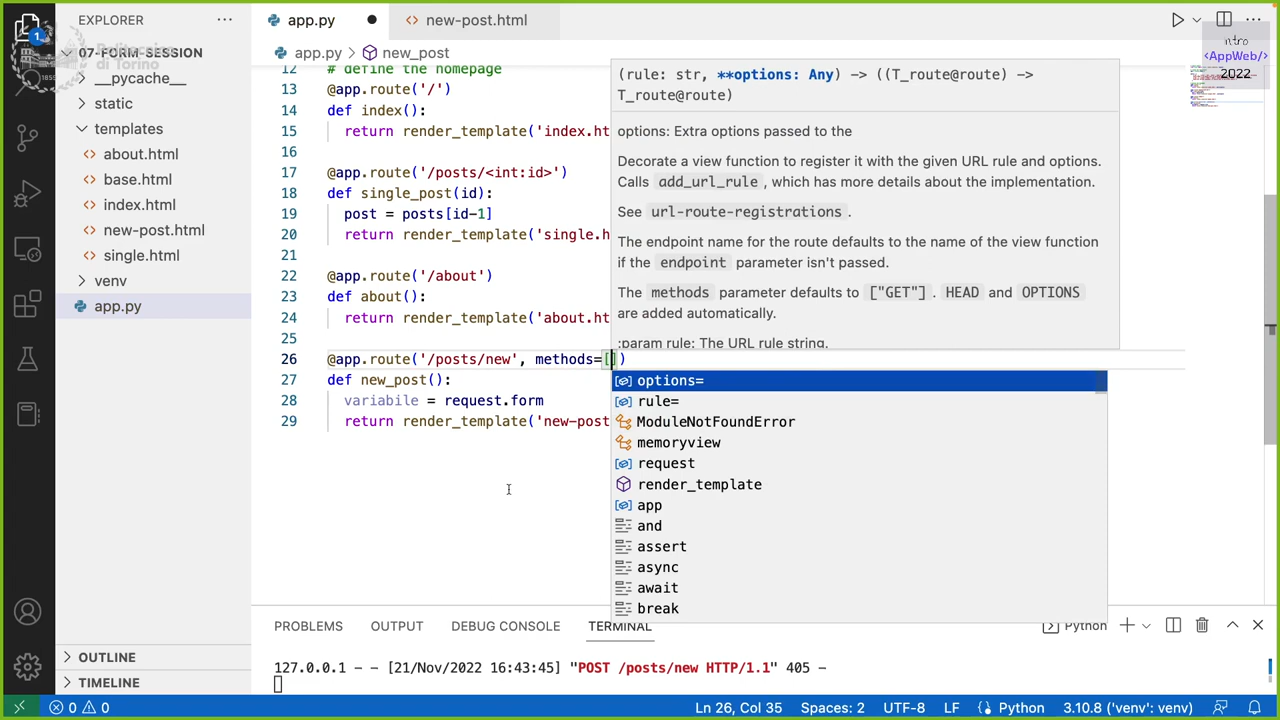 EXPLORER
app.py
new-post.html
Politecnico
di Torino
1859
1
07-FORM-SESSION
__pycache__
static
templates
about.html
base.html
index.html
new-post.html
single.html
venv
app.py
OUTLINE
TIMELINE
app.py > new_post
Intro
<AppWeb/>
2022
12 # define the homepage
13 @app.route('/')
14 def index():
15 return render_template('index.ht
16
17 @app.route('/posts/<int:id>')
18 def single_post(id):
19 post = posts[id-1]
20 return render_template('single.h
21
22 @app.route('/about')
23 def about():
24 return render_template('about.ht
25
26 @app.route('/posts/new', methods=[])
27 def new_post():
28 variabile = request.form
29 return render_template('new-post
(rule: str, **options: Any) -> ((T_route@route) ->
T_route@route)
options: Extra options passed to the
Decorate a view function to register it with the given URL rule and options.
Calls add_url_rule , which has more details about the implementation.
See url-route-registrations .
The endpoint name for the route defaults to the name of the view function
if the endpoint parameter isn't passed.
The methods parameter defaults to ["GET"] . HEAD and OPTIONS
are added automatically.
:param rule: The URL rule string.
options=
rule=
ModuleNotFoundError
memoryview
request
render_template
app
and
assert
async
await
break
PROBLEMS OUTPUT DEBUG CONSOLE TERMINAL
Python
127.0.0.1 - - [21/Nov/2022 16:43:45] "POST /posts/new HTTP/1.1" 405 -
0 0
Ln 26, Col 35 Spaces: 2 UTF-8 LF Python 3.10.8 ('venv': venv)